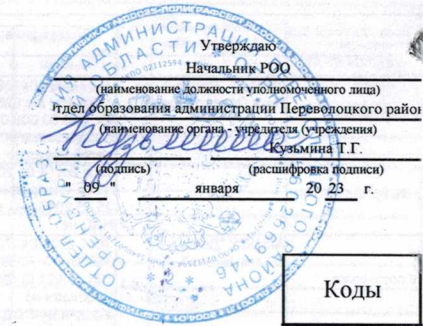 Утверждаю
Начальник РОО
(наименование должности уполномоченного лица)
тдел образования администрации Переволоцкого район
(наименование органа - учредителя (учреждения)
Кузьмина Т.Г.
(подпись) (расшифровка подписи)
" 09 " января 20 23 г.
Коды